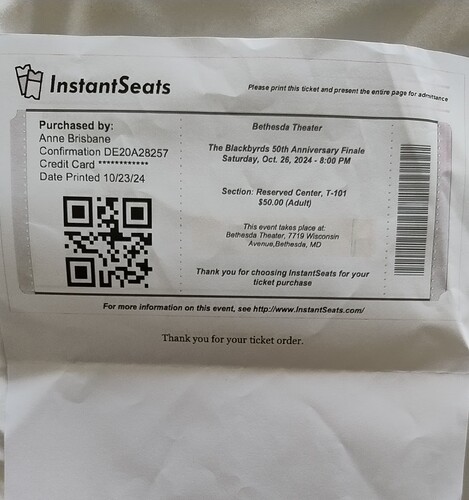 InstantSeats
Please print this ticket and present the entire page for admittance
Purchased by:
Anne Brisbane
Confirmation DE20A28257
Credit Card ************
Date Printed 10/23/24
Bethesda Theater
The Blackbyrds 50th Anniversary Finale
Saturday, Oct. 26, 2024 - 8:00 PM
Section: Reserved Center, T-101
$50.00 (Adult)
This event takes place at:
Bethesda Theater, 7719 Wisconsin
Avenue,Bethesda, MD
Thank you for choosing InstantSeats for your
ticket purchase
For more information on this event, see http://www.InstantSeats.com/
Thank you for your ticket order.